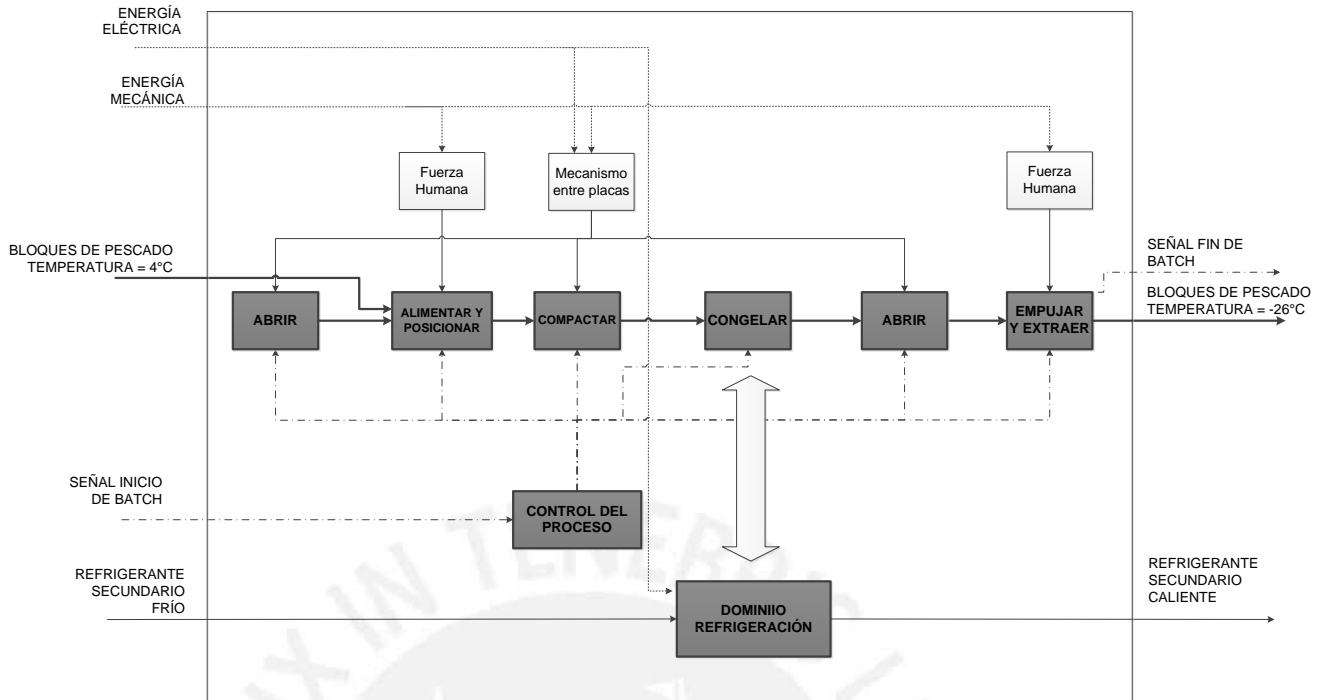 ENERGÍA
ELÉCTRICA
ENERGÍA
MECÁNICA
Fuerza
Humana
Mecanismo
entre placas
Fuerza
Humana
BLOQUES DE PESCADO
TEMPERATURA = 4°C
SEÑAL FIN DE
BATCH
BLOQUES DE PESCADO
TEMPERATURA = -26°C
ABRIR
ALIMENTAR Y
POSICIONAR
COMPACTAR
CONGELAR
ABRIR
EMPUJAR
Y EXTRAER
SEÑAL INICIO
DE BATCH
CONTROL DEL
PROCESO
REFRIGERANTE
SECUNDARIO
FRÍO
DOMINIIO
REFRIGERACIÓN
REFRIGERANTE
SECUNDARIO
CALIENTE
IN TENEBRIS